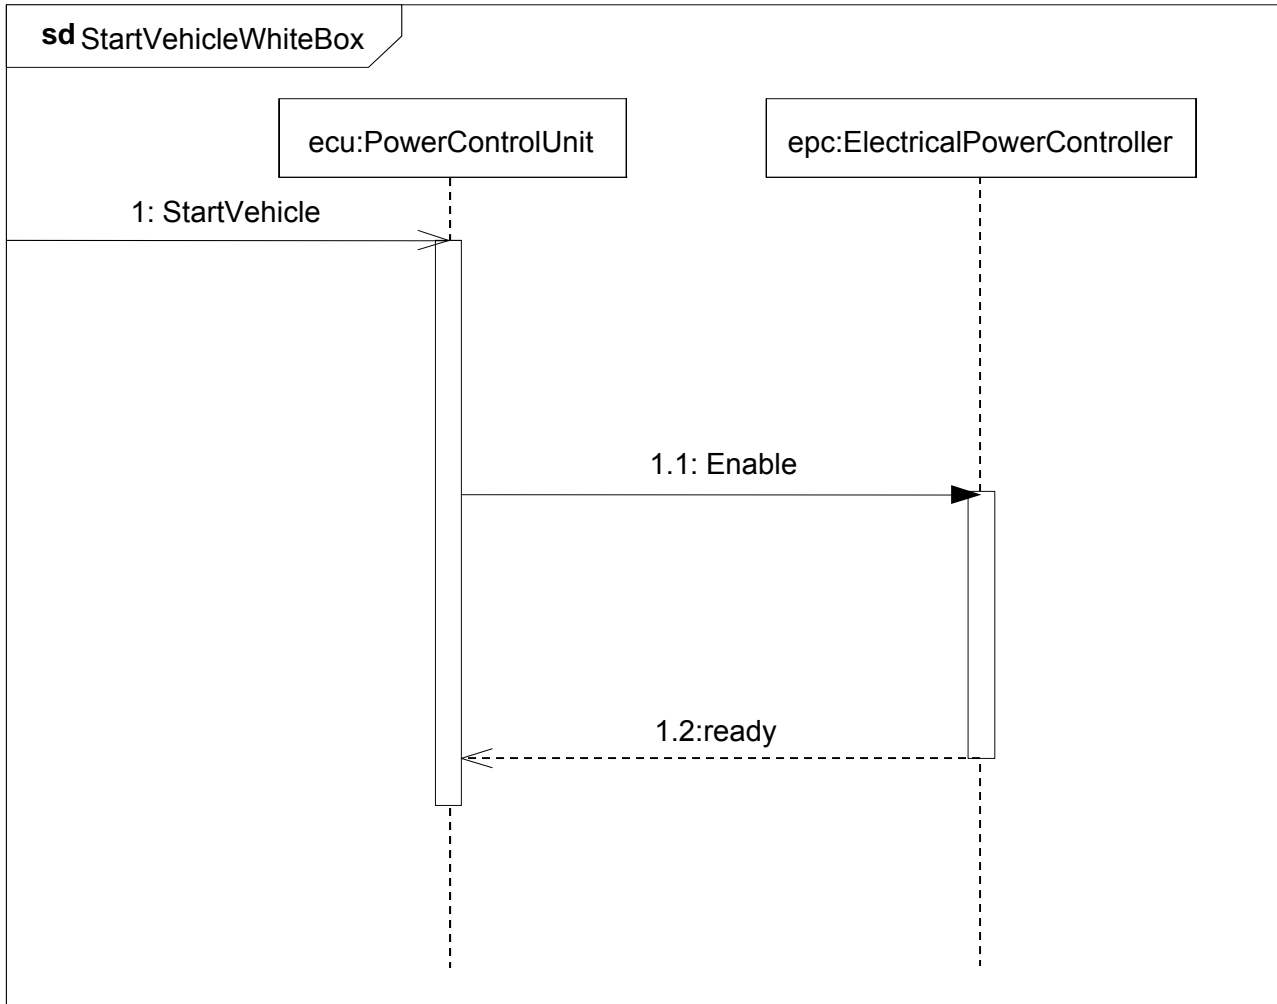 sd StartVehicleWhiteBox
ecu:PowerControlUnit
epc:ElectricalPowerController
1: StartVehicle
1.1: Enable
1.2:ready